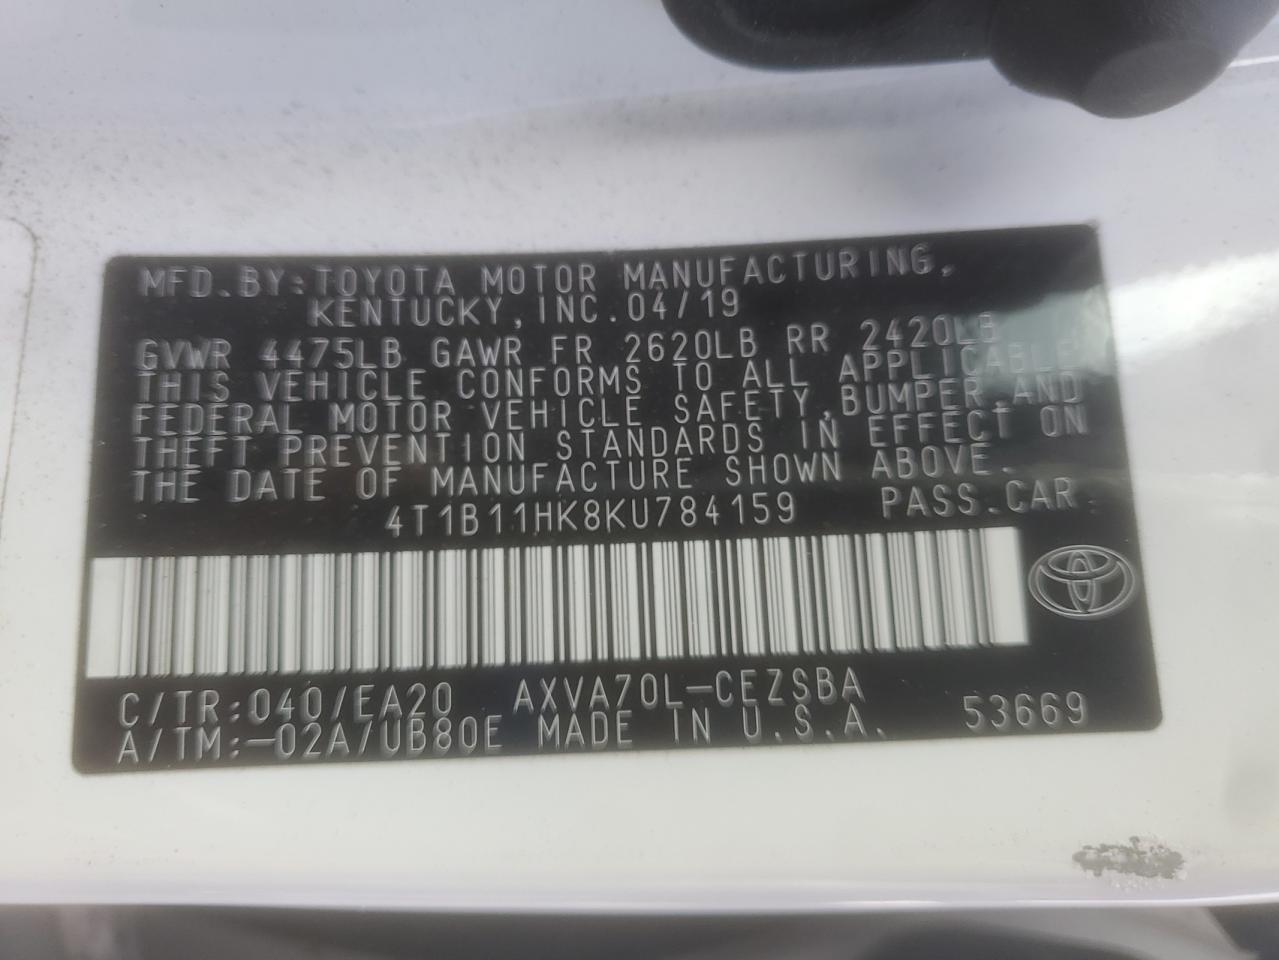 MFD.BY:TOYOTA MOTOR MANUFACTURING,
KENTUCKY,INC.04/19
GVWR 4475LB GAWR FR 2620LB RR 2420LB
THIS VEHICLE CONFORMS TO ALL APPLICABLE
FEDERAL MOTOR VEHICLE SAFETY,BUMPER,AND
THEFT PREVENTION STANDARDS IN EFFECT ON
THE DATE OF MANUFACTURE SHOWN ABOVE.
4T1B11HK8KU784159 PASS.CAR
C/TR:040/EA20 AXVA70L-CEZSBA
A/TM:-02A/UB80E MADE IN U.S.A. 53669